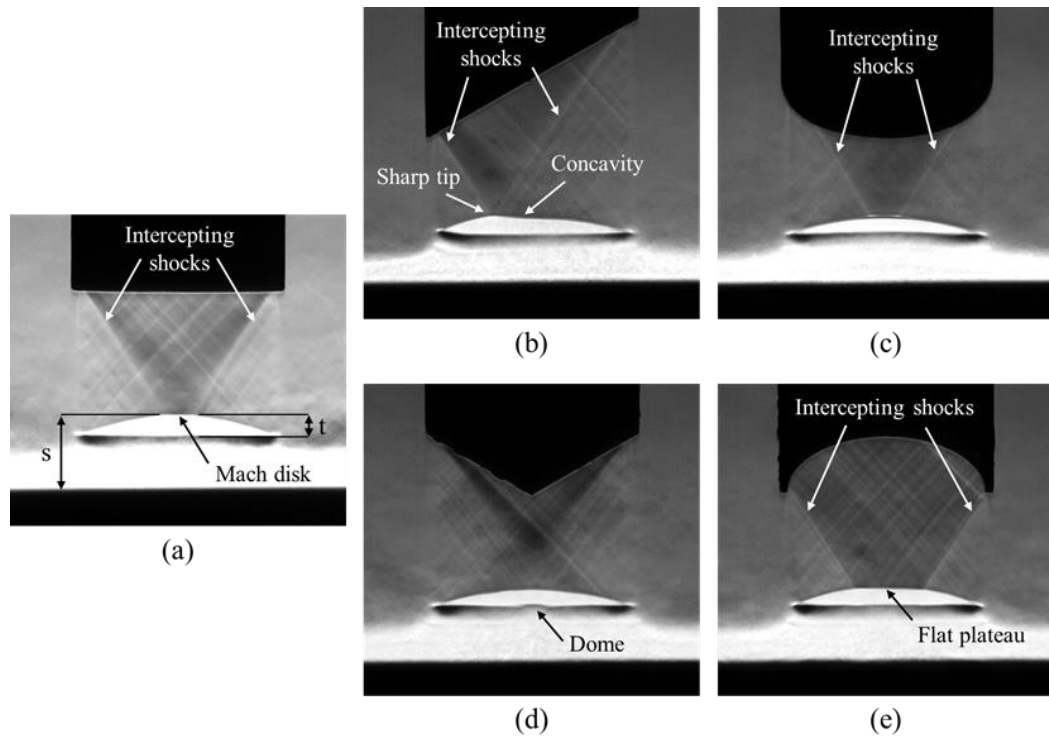 Intercepting
shocks
s
t
Mach disk
(a)
Intercepting
shocks
Sharp tip
Concavity
(b)
Intercepting
shocks
(c)
Dome
(d)
Intercepting shocks
Flat plateau
(e)